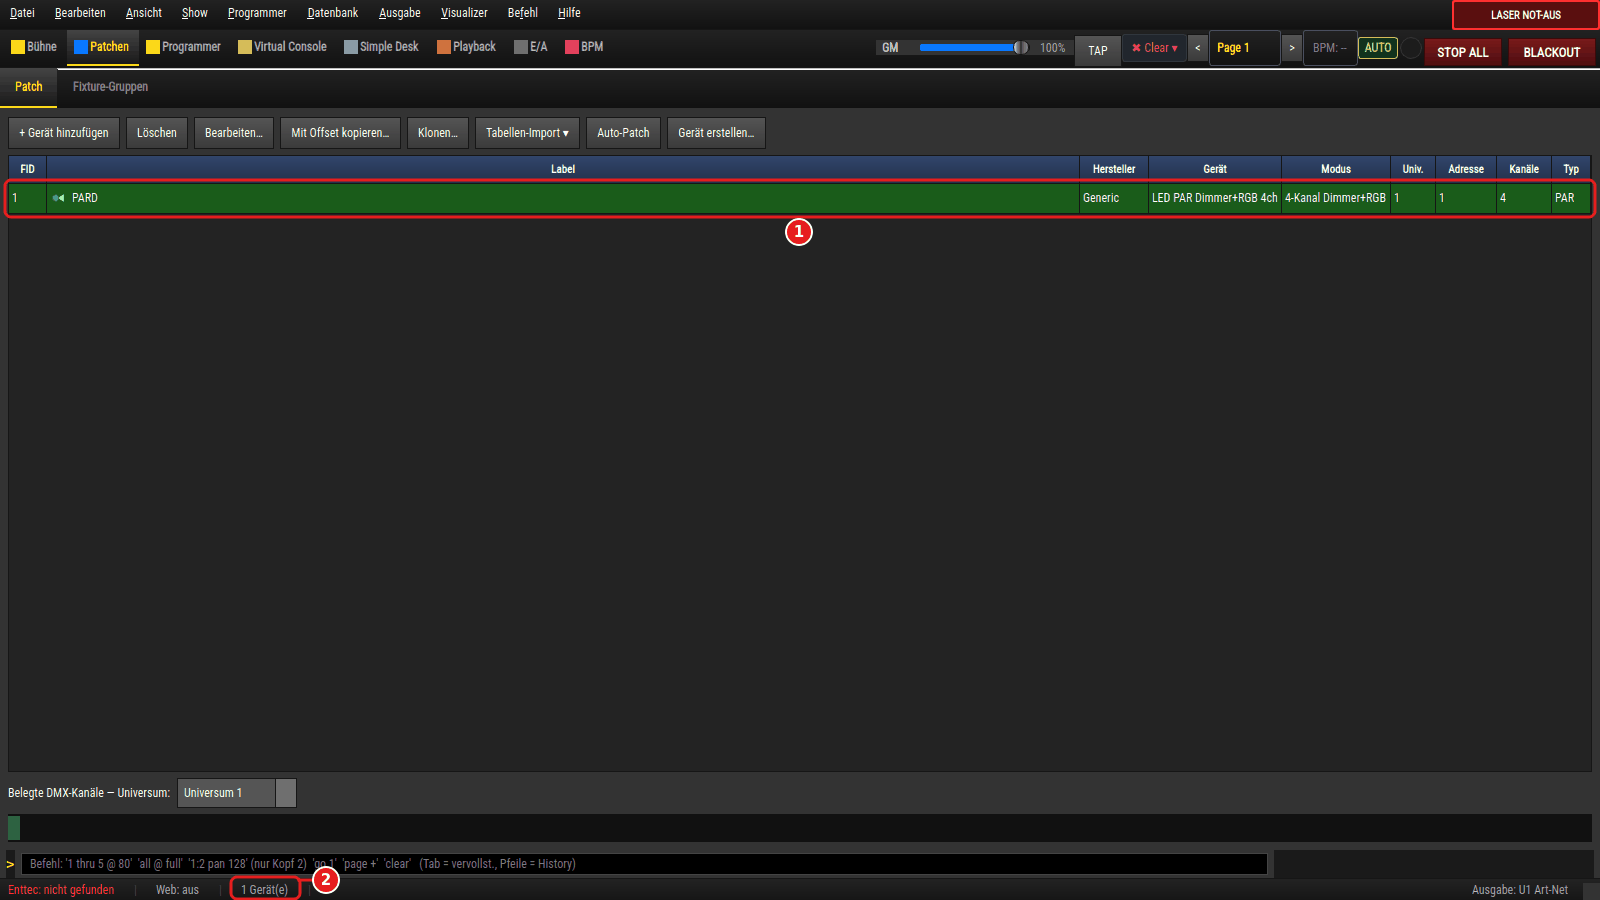 Datei Bearbeiten Ansicht Show Programmer Datenbank Ausgabe Visualizer Befehl Hilfe
LASER NOT-AUS
Bühne Patchen Programmer Virtual Console Simple Desk Playback E/A BPM
GM 100% TAP ✖ Clear ▾ < Page 1 > BPM: -- AUTO STOP ALL BLACKOUT
Patch Fixture-Gruppen
+ Gerät hinzufügen Löschen Bearbeiten... Mit Offset kopieren... Klonen... Tabellen-Import ▾ Auto-Patch Gerät erstellen...
FID Label Hersteller Gerät Modus Univ. Adresse Kanäle Typ
1 PARD Generic LED PAR Dimmer+RGB 4ch 4-Kanal Dimmer+RGB 1 1 4 PAR
1
Belegte DMX-Kanäle — Universum: Universum 1
> Befehl: '1 thru 5 @ 80' 'all @ full' '1:2 pan 128' (nur Kopf 2) 'go 1' 'page +' 'clear' (Tab = vervollst., Pfeile = History)
2
Enttec: nicht gefunden Web: aus 1 Gerät(e) Ausgabe: U1 Art-Net